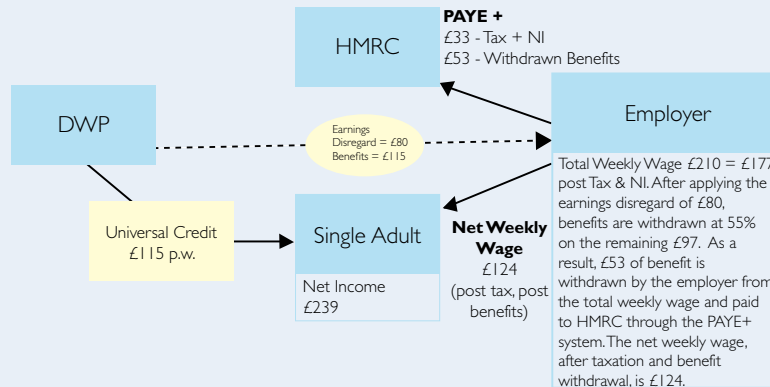 PAYE +
£33 - Tax + NI
£53 - Withdrawn Benefits
HMRC
DWP
Earnings
Disregard = £80
Benefits = £115
Employer
Total Weekly Wage £210 = £177
post Tax & NI. After applying the
earnings disregard of £80,
benefits are withdrawn at 55%
on the remaining £97. As a
result, £53 of benefit is
withdrawn by the employer from
the total weekly wage and paid
to HMRC through the PAYE+
system. The net weekly wage,
after taxation and benefit
withdrawal, is £124.
Universal Credit
£115 p.w.
Single Adult
Net Income
£239
Net Weekly
Wage
£124
(post tax, post
benefits)